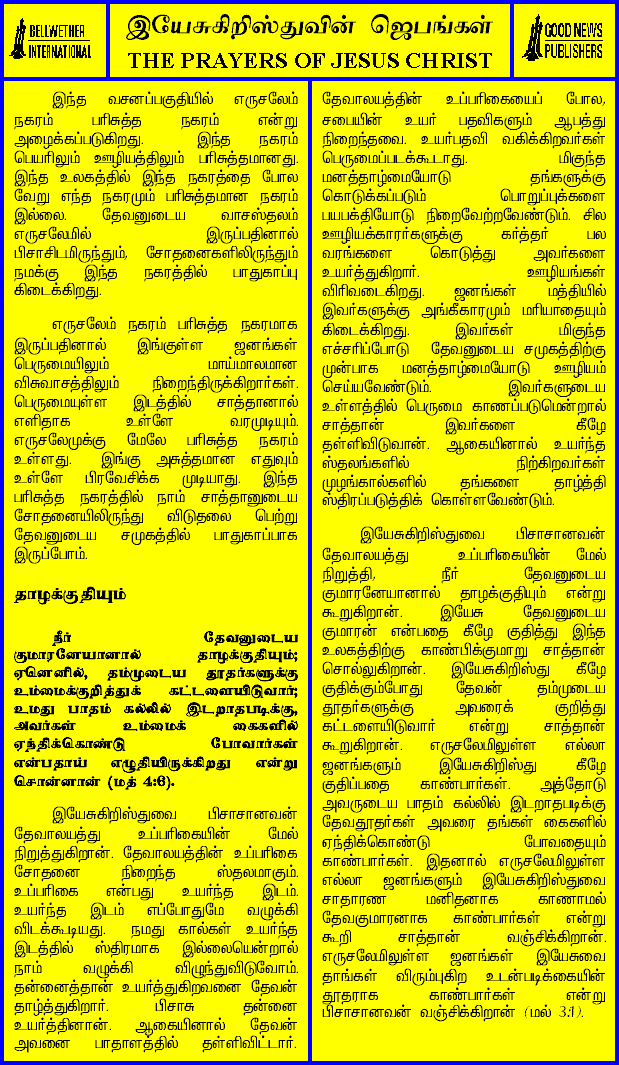 BELLWETHER
INTERNATIONAL
இயேசுகிறிஸ்துவின் ஜெபங்கள்
THE PRAYERS OF JESUS CHRIST
GOOD NEWS
PUBLISHERS
இந்த வசனப்பகுதியில் எருசலேம்
நகரம் பரிசுத்த நகரம் என்று
அழைக்கப்படுகிறது. இந்த நகரம்
பெயரிலும் ஊழியத்திலும் பரிசுத்தமானது.
இந்த உலகத்தில் இந்த நகரத்தை போல
வேறு எந்த நகரமும் பரிசுத்தமான நகரம்
இல்லை. தேவனுடைய வாசஸ்தலம்
எருசலேமில் இருப்பதினால்
பிசாசிடமிருந்தும், சோதனைகளிலிருந்தும்
நமக்கு இந்த நகரத்தில் பாதுகாப்பு
கிடைக்கிறது.
எருசலேம் நகரம் பரிசுத்த நகரமாக
இருப்பதினால் இங்குள்ள ஜனங்கள்
பெருமையிலும் மாய்மாலமான
விசுவாசத்திலும் நிறைந்திருக்கிறார்கள்.
பெருமையுள்ள இடத்தில் சாத்தானால்
எளிதாக உள்ளே வரமுடியும்.
எருசலேமுக்கு மேலே பரிசுத்த நகரம்
உள்ளது. இங்கு அசுத்தமான எதுவும்
உள்ளே பிரவேசிக்க முடியாது. இந்த
பரிசுத்த நகரத்தில் நாம் சாத்தானுடைய
சோதனையிலிருந்து விடுதலை பெற்று
தேவனுடைய சமுகத்தில் பாதுகாப்பாக
இருப்போம்.
தாழக்குதியும்
நீர் தேவனுடைய
குமாரனேயானால் தாழக்குதியும்;
ஏனெனில், தம்முடைய தூதர்களுக்கு
உம்மைக்குறித்துக் கட்டளையிடுவார்;
உமது பாதம் கல்லில் இடறாதபடிக்கு,
அவர்கள் உம்மைக் கைகளில்
ஏந்திக்கொண்டு போவார்கள்
என்பதாய் எழுதியிருக்கிறது என்று
சொன்னான் (மத் 4:6).
இயேசுகிறிஸ்துவை பிசாசானவன்
தேவாலயத்து உப்பரிகையின் மேல்
நிறுத்துகிறான். தேவாலயத்தின் உப்பரிகை
சோதனை நிறைந்த ஸ்தலமாகும்.
உப்பரிகை என்பது உயர்ந்த இடம்.
உயர்ந்த இடம் எப்போதுமே வழுக்கி
விடக்கூடியது. நமது கால்கள் உயர்ந்த
இடத்தில் ஸ்திரமாக இல்லையென்றால்
நாம் வழுக்கி விழுந்துவிடுவோம்.
தன்னைத்தான் உயர்த்துகிறவனை தேவன்
தாழ்த்துகிறார். பிசாசு தன்னை
உயர்த்தினான். ஆகையினால் தேவன்
அவனை பாதாளத்தில் தள்ளிவிட்டார்.
தேவாலயத்தின் உப்பரிகையைப் போல,
சபையின் உயர் பதவிகளும் ஆபத்து
நிறைந்தவை. உயர்பதவி வகிக்கிறவர்கள்
பெருமைப்படக்கூடாது. மிகுந்த
மனத்தாழ்மையோடு தங்களுக்கு
கொடுக்கப்படும் பொறுப்புக்களை
பயபக்தியோடு நிறைவேற்றவேண்டும். சில
ஊழியக்காரர்களுக்கு கர்த்தர் பல
வரங்களை கொடுத்து அவர்களை
உயர்த்துகிறார். ஊழியங்கள்
விரிவடைகிறது. ஜனங்கள் மத்தியில்
இவர்களுக்கு அங்கீகாரமும் மரியாதையும்
கிடைக்கிறது. இவர்கள் மிகுந்த
எச்சரிப்போடு தேவனுடைய சமுகத்திற்கு
முன்பாக மனத்தாழ்மையோடு ஊழியம்
செய்யவேண்டும். இவர்களுடைய
உள்ளத்தில் பெருமை காணப்படுமென்றால்
சாத்தான் இவர்களை கீழே
தள்ளிவிடுவான். ஆகையினால் உயர்ந்த
ஸ்தலங்களில் நிற்கிறவர்கள்
முழங்கால்களில் தங்களை தாழ்த்தி
ஸ்திரப்படுத்திக் கொள்ளவேண்டும்.
இயேசுகிறிஸ்துவை பிசாசானவன்
தேவாலயத்து உப்பரிகையின் மேல்
நிறுத்தி, நீர் தேவனுடைய
குமாரனேயானால் தாழக்குதியும் என்று
கூறுகிறான். இயேசு தேவனுடைய
குமாரன் என்பதை கீழே குதித்து இந்த
உலகத்திற்கு காண்பிக்குமாறு சாத்தான்
சொல்லுகிறான். இயேசுகிறிஸ்து கீழே
குதிக்கும்போது தேவன் தம்முடைய
தூதர்களுக்கு அவரைக் குறித்து
கட்டளையிடுவார் என்று சாத்தான்
கூறுகிறான். எருசலேமிலுள்ள எல்லா
ஜனங்களும் இயேசுகிறிஸ்து கீழே
குதிப்பதை காண்பார்கள். அத்தோடு
அவருடைய பாதம் கல்லில் இடறாதபடிக்கு
தேவதூதர்கள் அவரை தங்கள் கைகளில்
ஏந்திக்கொண்டு போவதையும்
காண்பார்கள். இதனால் எருசலேமிலுள்ள
எல்லா ஜனங்களும் இயேசுகிறிஸ்துவை
சாதாரண மனிதனாக காணாமல்
தேவகுமாரனாக காண்பார்கள் என்று
கூறி சாத்தான் வஞ்சிக்கிறான்.
எருசலேமிலுள்ள ஜனங்கள் இயேசுவை
தாங்கள் விரும்புகிற உடன்படிக்கையின்
தூதராக காண்பார்கள் என்று
பிசாசானவன் வஞ்சிக்கிறான் (மல் 3:1).